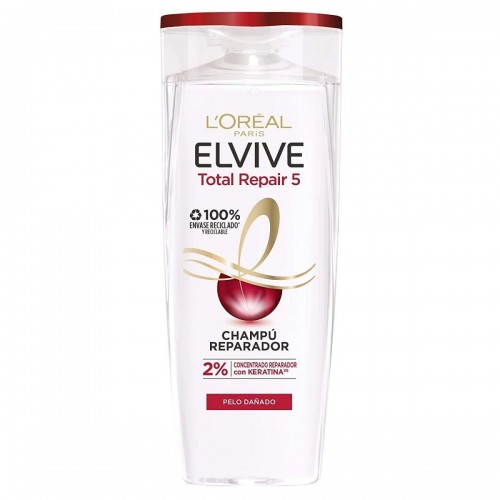 L'ORÉAL
PARIS
ELVIVE
Total Repair 5
100%
ENVASE RECICLADO*
Y RECICLABLE
CHAMPÚ
REPARADOR
2% CONCENTRADO REPARADOR
con KERATINA
PELO DAÑADO